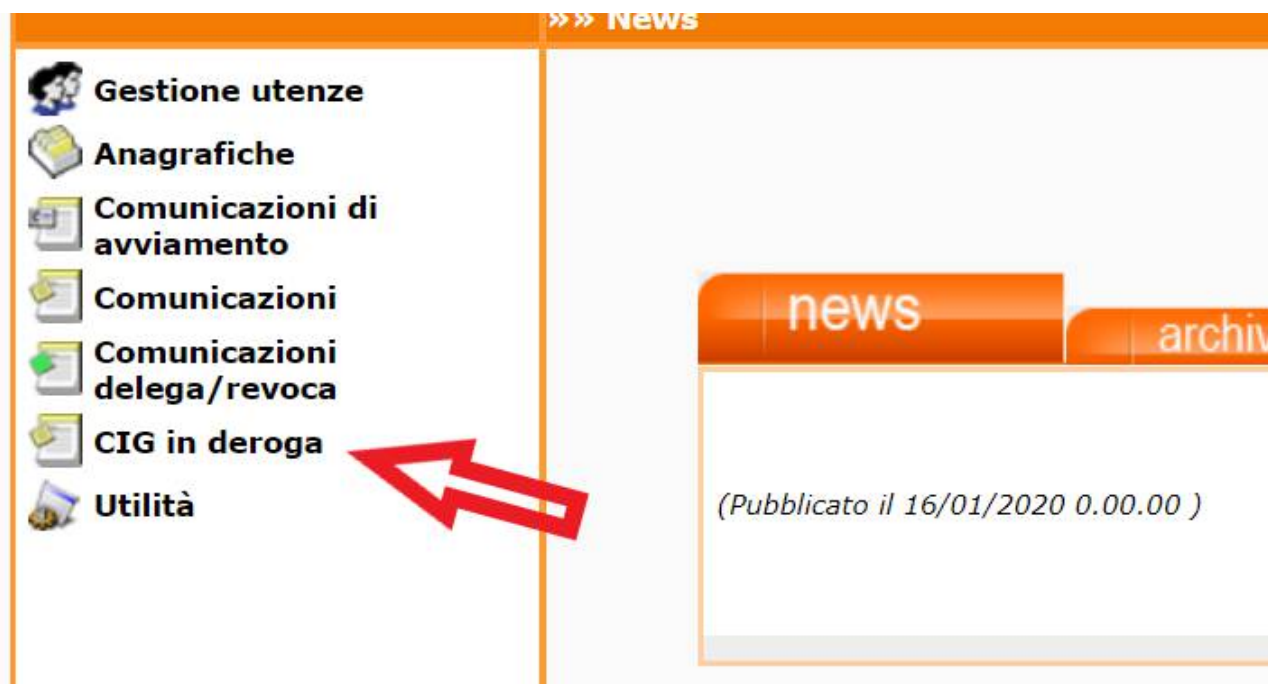 »» News
Gestione utenze
Anagrafiche
Comunicazioni di
avviamento
Comunicazioni
Comunicazioni
delega/revoca
CIG in deroga
Utilità
news
archiv
(Pubblicato il 16/01/2020 0.00.00 )